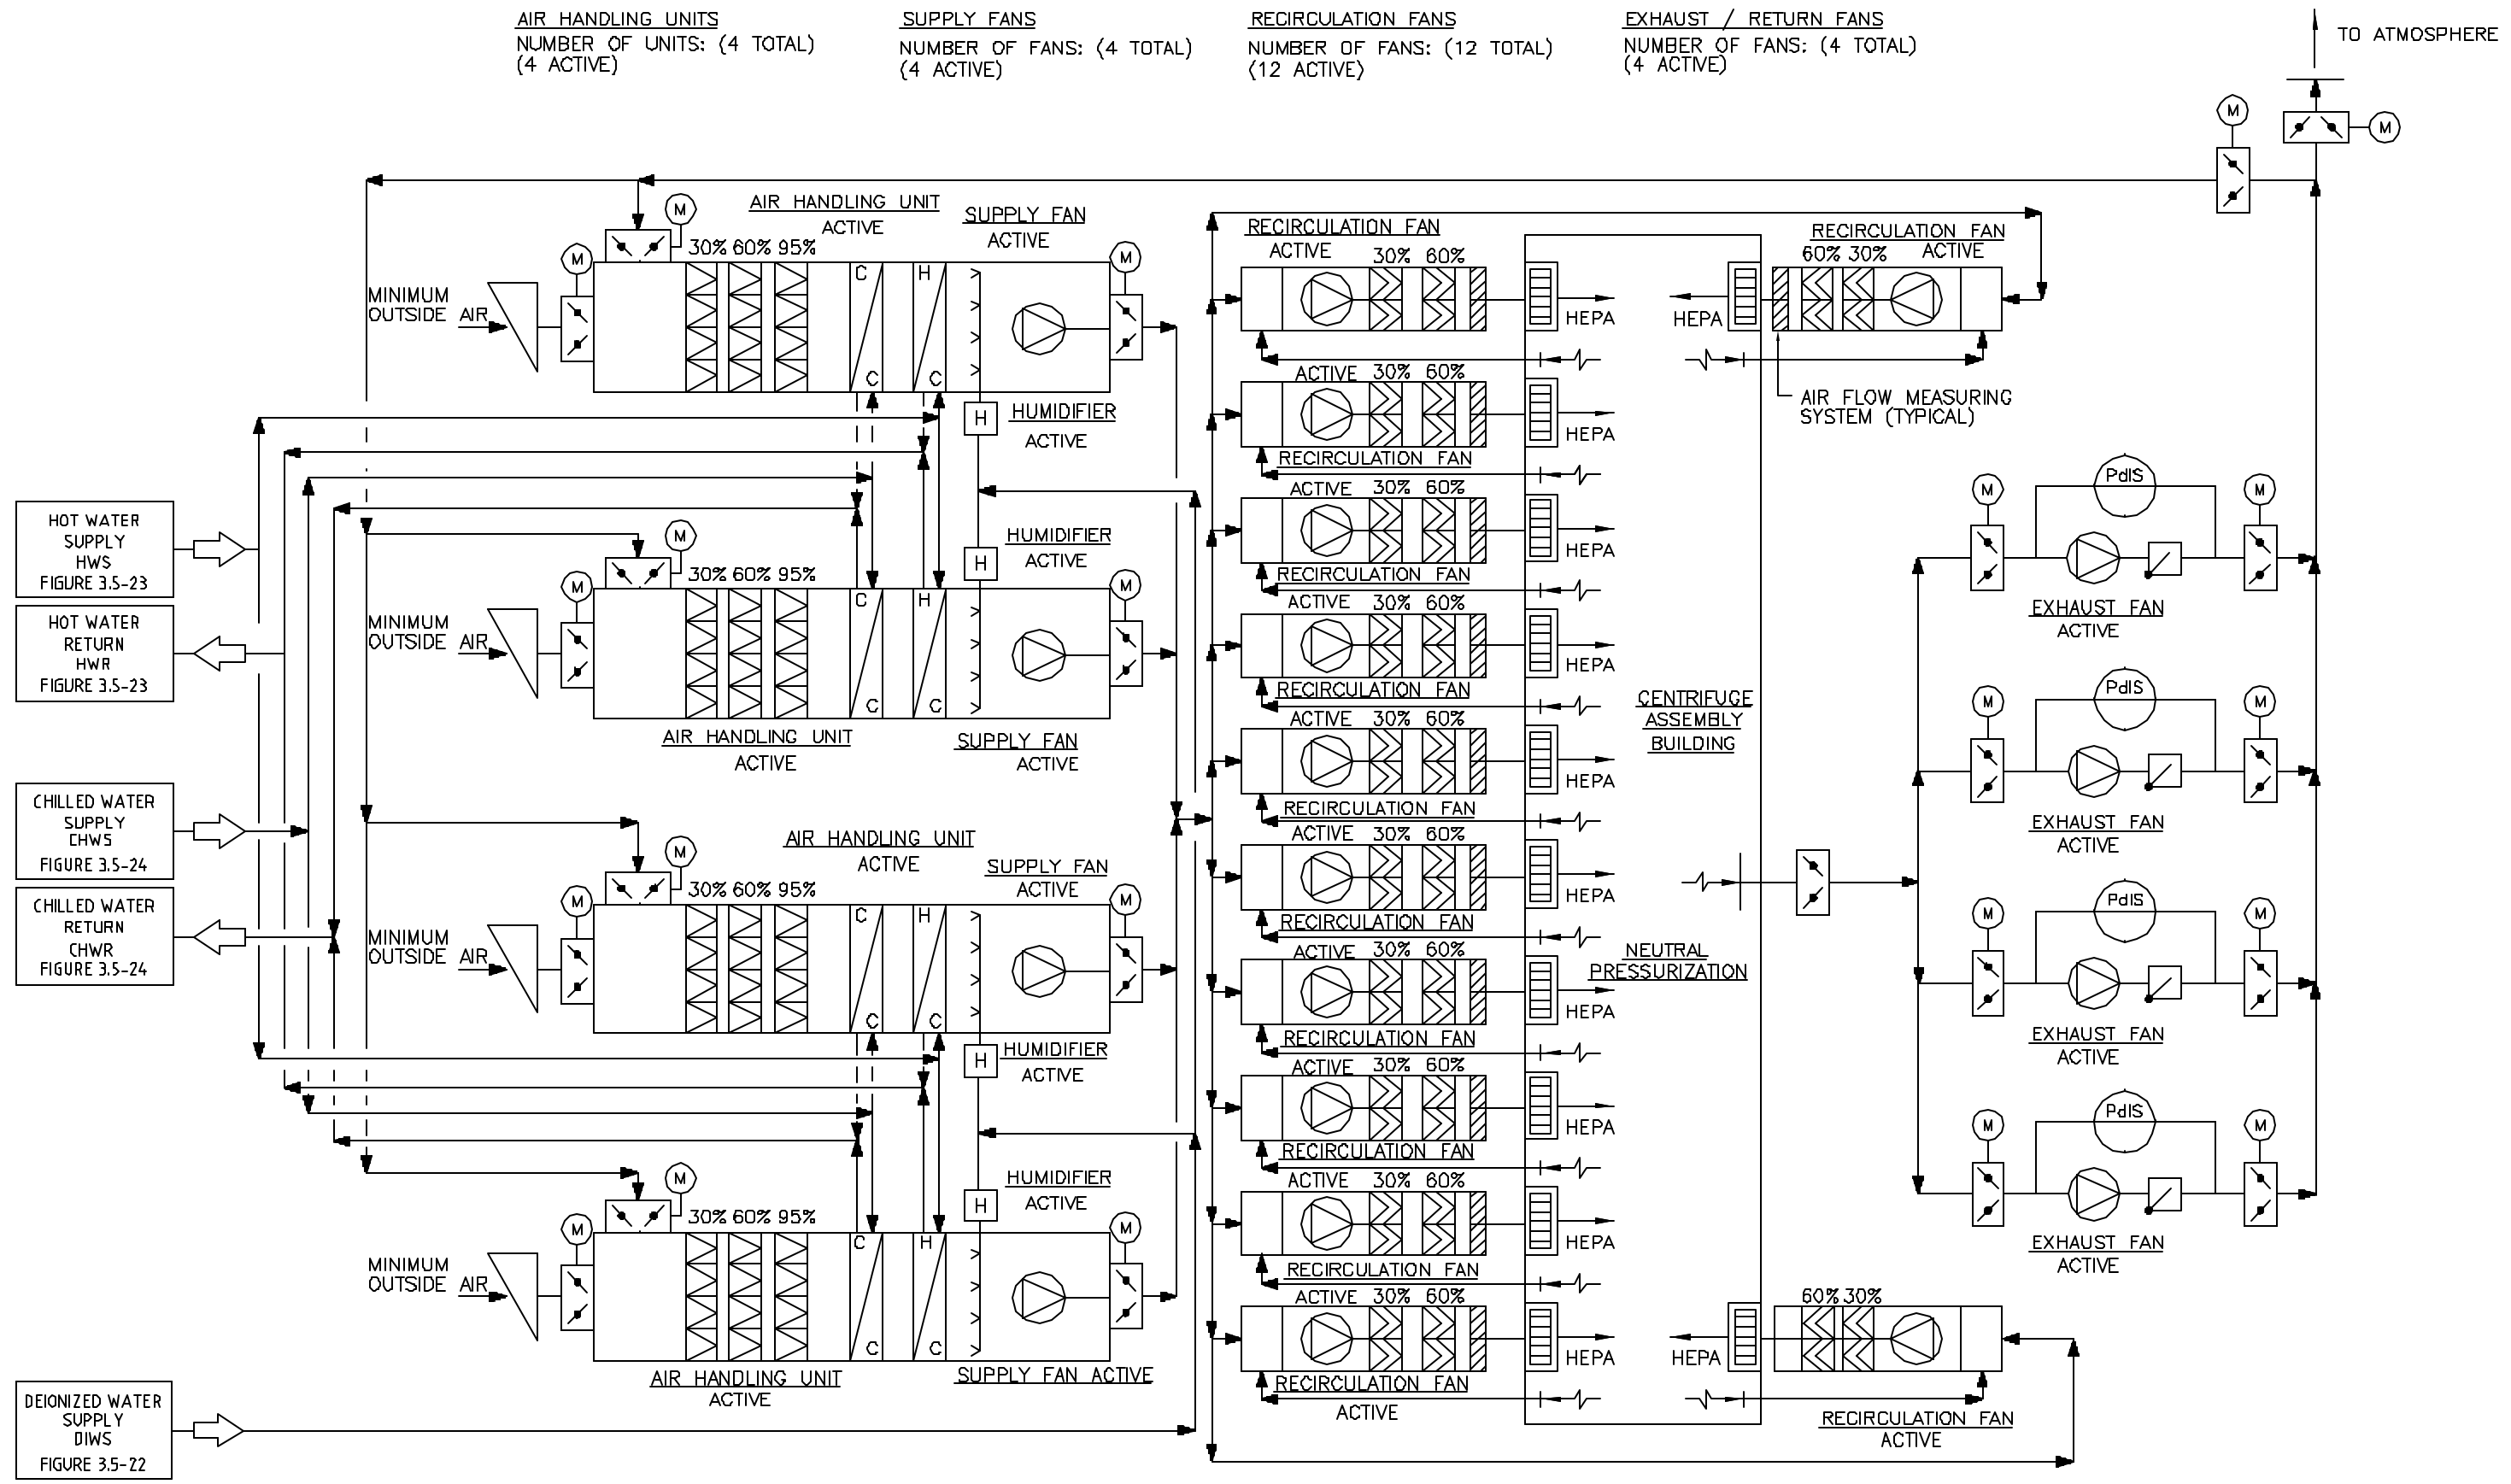 AIR HANDLING UNITS
NUMBER OF UNITS: (4 TOTAL)
(4 ACTIVE)
SUPPLY FANS
NUMBER OF FANS: (4 TOTAL)
(4 ACTIVE)
RECIRCULATION FANS
NUMBER OF FANS: (12 TOTAL)
(12 ACTIVE)
EXHAUST / RETURN FANS
NUMBER OF FANS: (4 TOTAL)
(4 ACTIVE)
TO ATMOSPHERE
M
M
HOT WATER
SUPPLY
HWS
FIGURE 3.5-23
HOT WATER
RETURN
HWR
FIGURE 3.5-23
CHILLED WATER
SUPPLY
CHWS
FIGURE 3.5-24
CHILLED WATER
RETURN
CHWR
FIGURE 3.5-24
DEIONIZED WATER
SUPPLY
DIWS
FIGURE 3.5-22
AIR HANDLING UNIT
ACTIVE
SUPPLY FAN
ACTIVE
M
M
M
30% 60% 95%
MINIMUM
OUTSIDE AIR
C
H
C
C
H
HUMIDIFIER
ACTIVE
H
HUMIDIFIER
ACTIVE
M
M
M
30% 60% 95%
MINIMUM
OUTSIDE AIR
C
H
C
C
AIR HANDLING UNIT
ACTIVE
SUPPLY FAN
ACTIVE
AIR HANDLING UNIT
ACTIVE
SUPPLY FAN
ACTIVE
M
M
M
30% 60% 95%
MINIMUM
OUTSIDE AIR
C
H
C
C
H
HUMIDIFIER
ACTIVE
H
HUMIDIFIER
ACTIVE
M
M
M
30% 60% 95%
MINIMUM
OUTSIDE AIR
C
H
C
C
AIR HANDLING UNIT
ACTIVE
SUPPLY FAN ACTIVE
RECIRCULATION FAN
ACTIVE 30% 60%
HEPA
ACTIVE 30% 60%
HEPA
RECIRCULATION FAN
ACTIVE 30% 60%
HEPA
RECIRCULATION FAN
ACTIVE 30% 60%
HEPA
RECIRCULATION FAN
ACTIVE 30% 60%
HEPA
RECIRCULATION FAN
ACTIVE 30% 60%
HEPA
RECIRCULATION FAN
ACTIVE 30% 60%
HEPA
RECIRCULATION FAN
ACTIVE 30% 60%
HEPA
RECIRCULATION FAN
ACTIVE 30% 60%
HEPA
RECIRCULATION FAN
ACTIVE 30% 60%
HEPA
RECIRCULATION FAN
ACTIVE
CENTRIFUGE
ASSEMBLY
BUILDING
NEUTRAL
PRESSURIZATION
RECIRCULATION FAN
60% 30% ACTIVE
HEPA
AIR FLOW MEASURING
SYSTEM (TYPICAL)
60% 30%
HEPA
RECIRCULATION FAN
ACTIVE
PdIS
M
M
EXHAUST FAN
ACTIVE
PdIS
M
M
EXHAUST FAN
ACTIVE
PdIS
M
M
EXHAUST FAN
ACTIVE
PdIS
M
M
EXHAUST FAN
ACTIVE